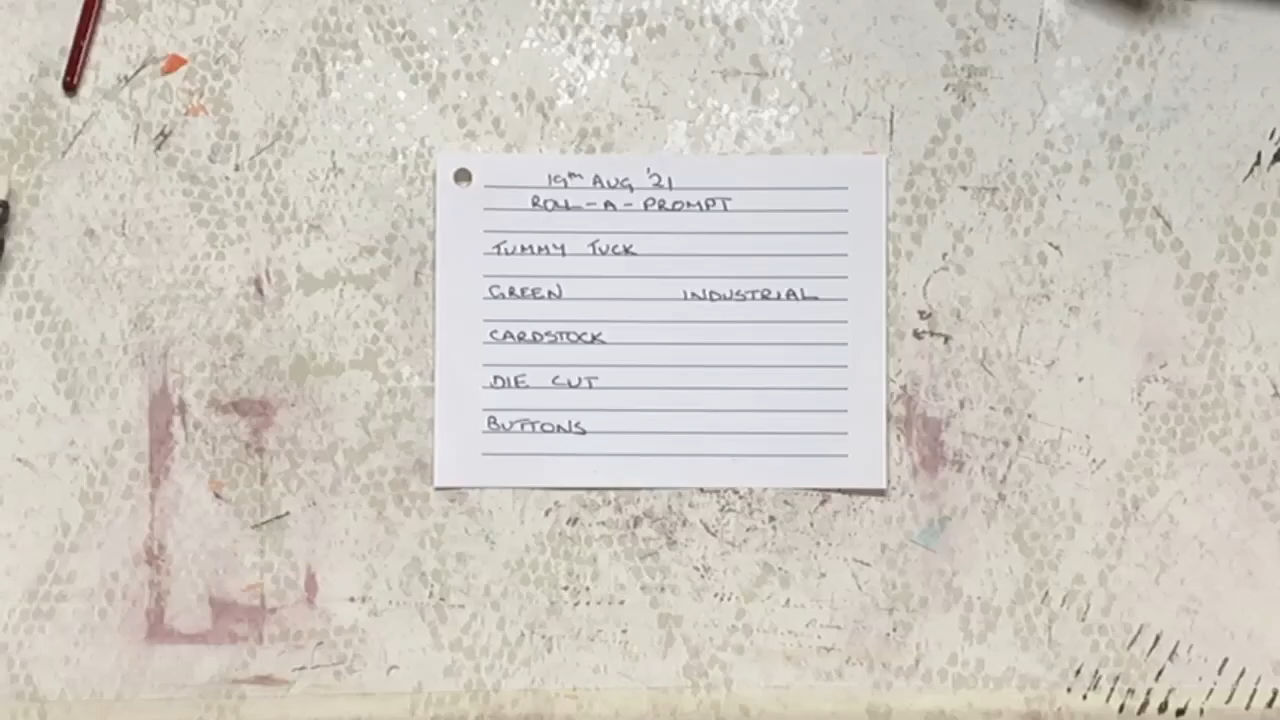 19TH AUG '21
ROLL-A-PROMPT
TUMMY TUCK
GREEN INDUSTRIAL
CARDSTOCK
DIE CUT
BUTTONS